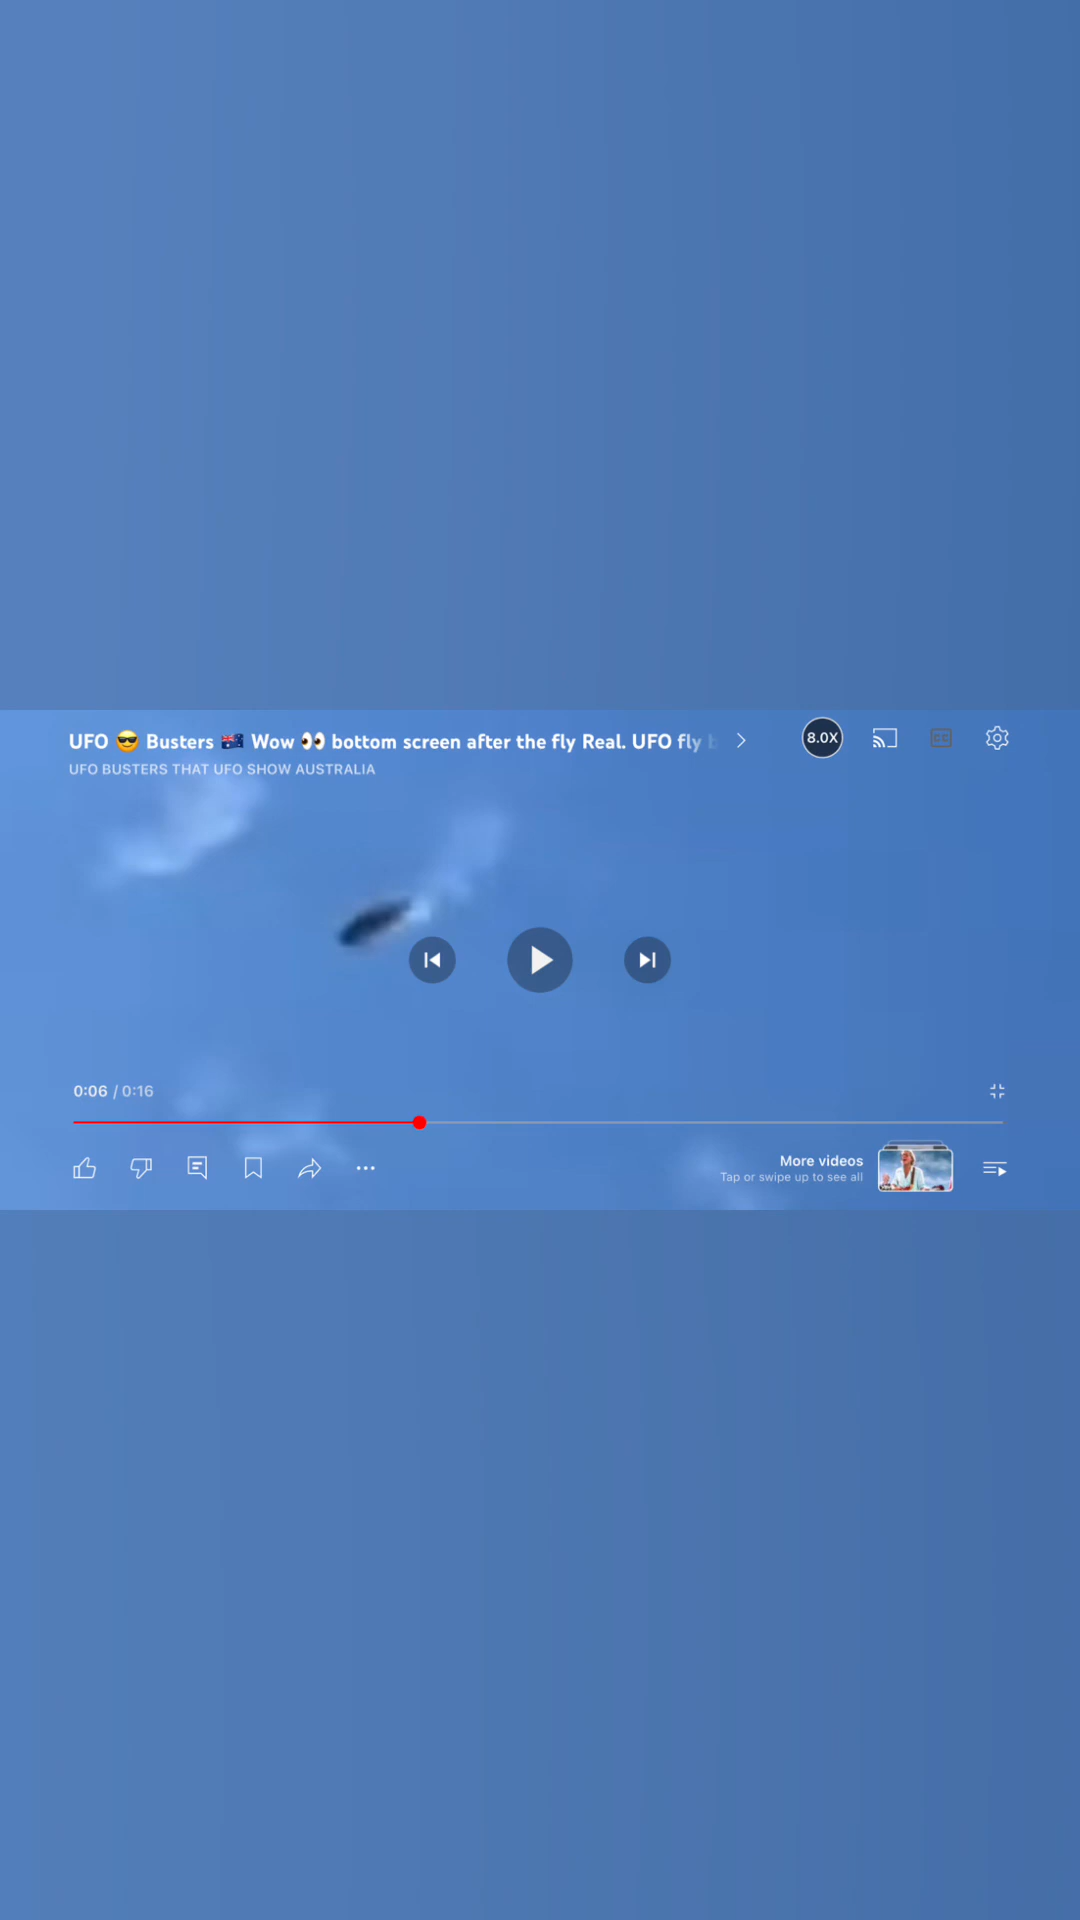 UFO 😎 Busters 🇦🇺 Wow 👀 bottom screen after the fly Real. UFO fly
8.0X
CC
UFO BUSTERS THAT UFO SHOW AUSTRALIA
0:06 / 0:16
More videos
Tap or swipe up to see all